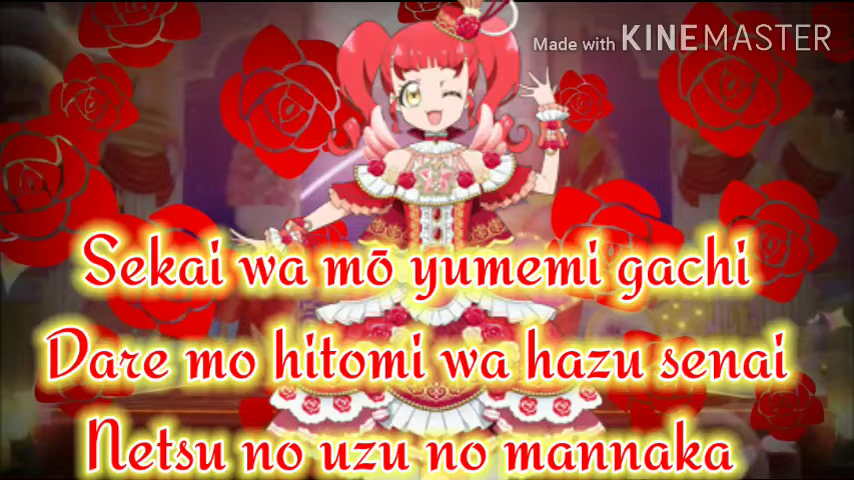 Made with KINEMASTER
Sekai wa mō yumemi gachi
Dare mo hitomi wa hazu senai
Netsu no uzu no mannaka